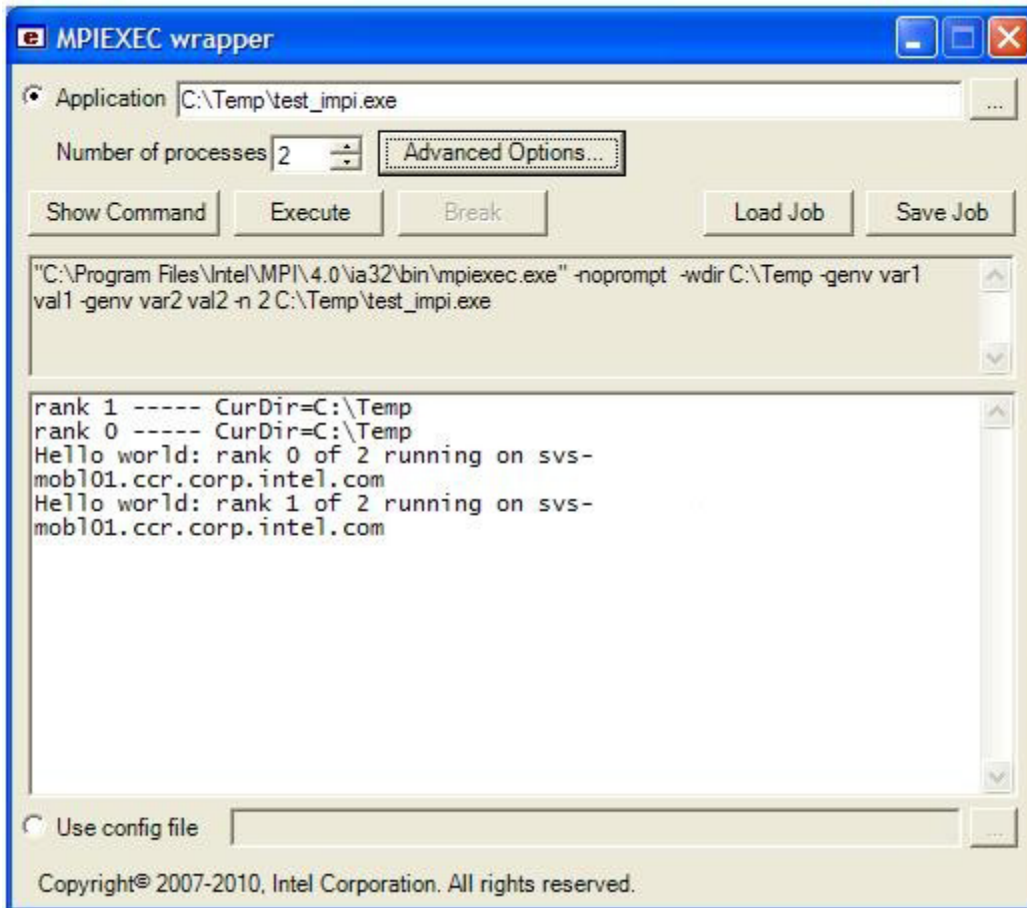 MPIEXEC wrapper
Application C:\Temp\test_impi.exe ...
Number of processes 2 Advanced Options...
Show Command Execute Break Load Job Save Job
"C:\Program Files\Intel\MPI\4.0\ia32\bin\mpiexec.exe" -noprompt -wdir C:\Temp -genv var1
val1 -genv var2 val2 -n 2 C:\Temp\test_impi.exe
rank 1 ----- CurDir=C:\Temp
rank 0 ----- CurDir=C:\Temp
Hello world: rank 0 of 2 running on svs-
mobl01.ccr.corp.intel.com
Hello world: rank 1 of 2 running on svs-
mobl01.ccr.corp.intel.com
Use config file ...
Copyright© 2007-2010, Intel Corporation. All rights reserved.